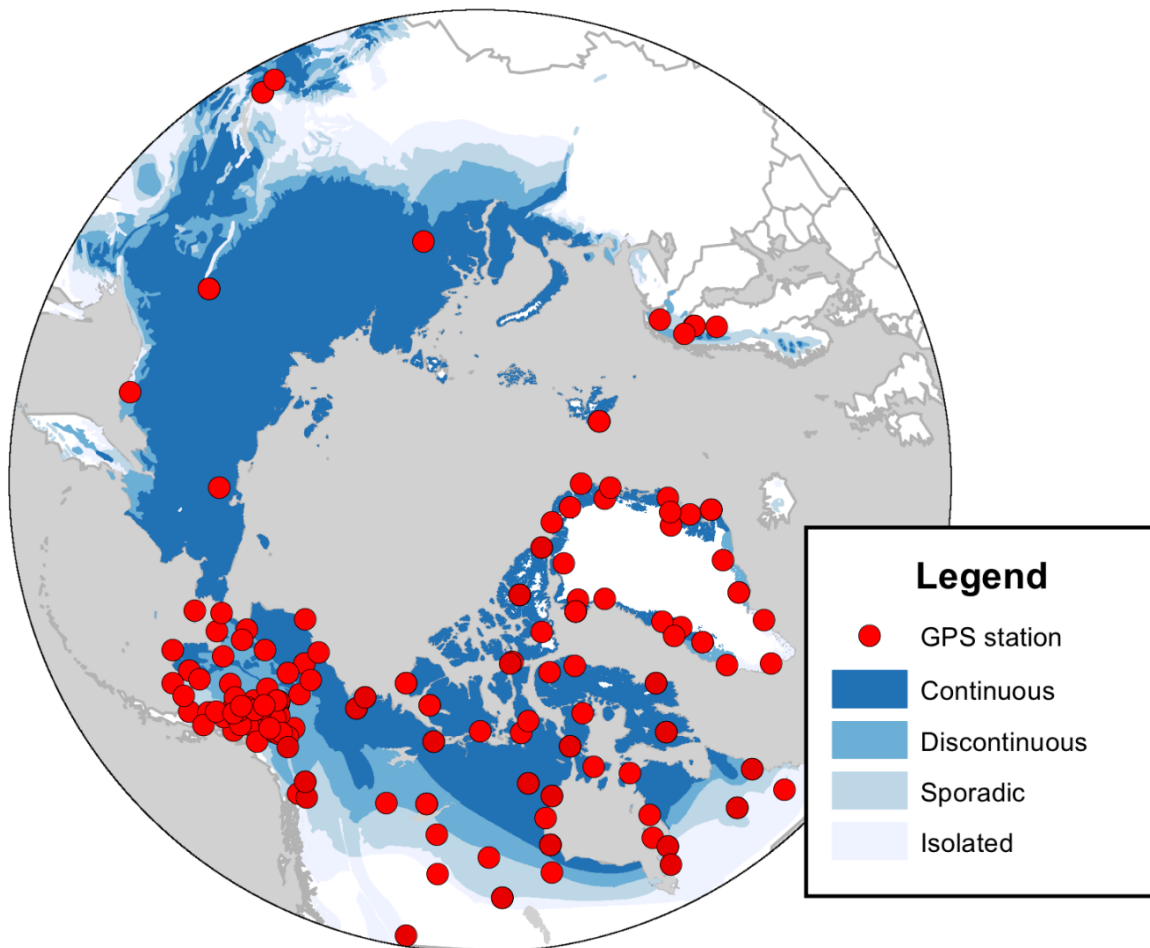 Legend
GPS station
Continuous
Discontinuous
Sporadic
Isolated